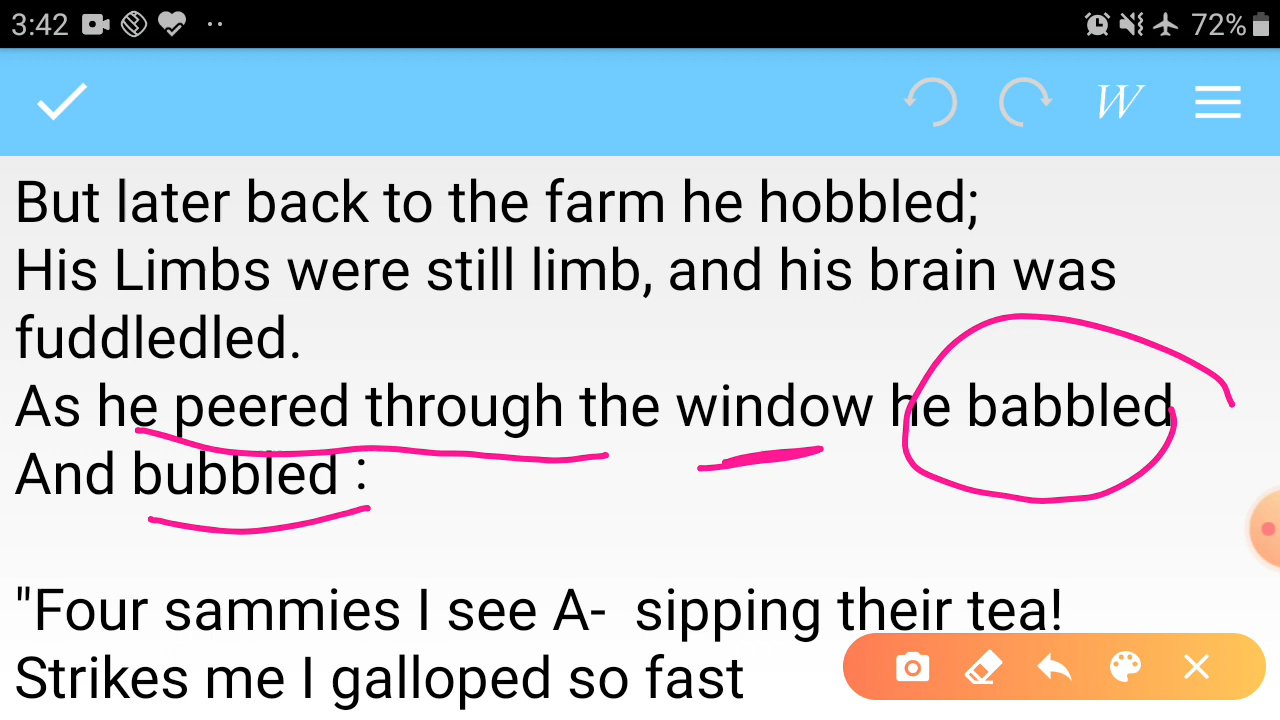 3:42
72%
W
But later back to the farm he hobbled;
His Limbs were still limb, and his brain was
fuddledled.
As he peered through the window he babbled
And bubbled :
"Four sammies I see A-  sipping their tea!
Strikes me I galloped so fast